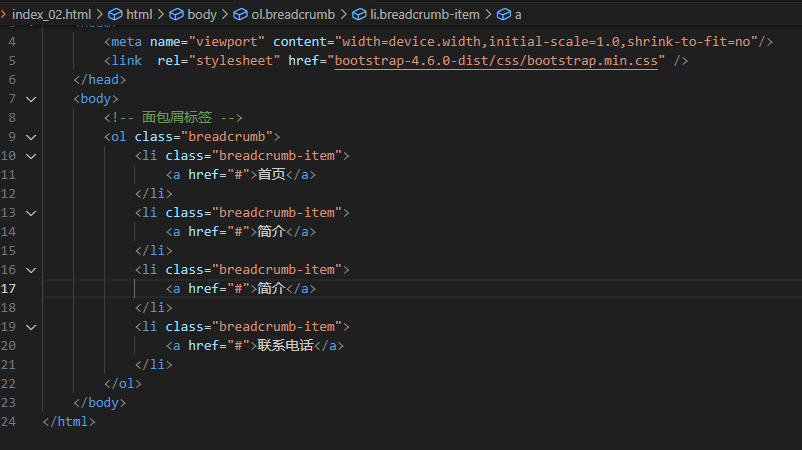 index_02.html > html > body > ol.breadcrumb > li.breadcrumb-item > a
4 <meta name="viewport" content="width=device.width,initial-scale=1.0,shrink-to-fit=no"/>
5 <link  rel="stylesheet" href="bootstrap-4.6.0-dist/css/bootstrap.min.css" />
6 </head>
7 <body>
8 <!-- 面包屑标签 -->
9 <ol class="breadcrumb">
10 <li class="breadcrumb-item">
11 <a href="#">首页</a>
12 </li>
13 <li class="breadcrumb-item">
14 <a href="#">简介</a>
15 </li>
16 <li class="breadcrumb-item">
17 <a href="#">简介</a>
18 </li>
19 <li class="breadcrumb-item">
20 <a href="#">联系电话</a>
21 </li>
22 </ol>
23 </body>
24 </html>